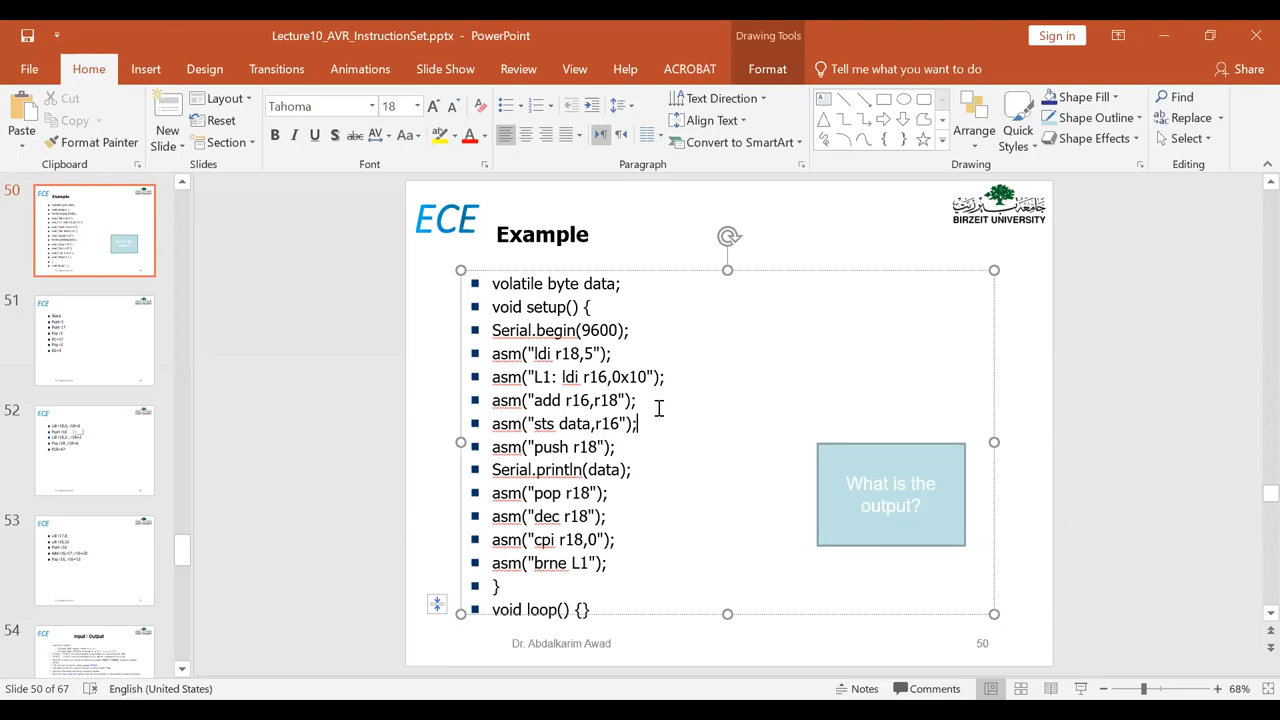 Lecture10_AVR_InstructionSet.pptx - PowerPoint
Drawing Tools
Sign in
File
Home
Insert
Design
Transitions
Animations
Slide Show
Review
View
Help
ACROBAT
Format
Tell me what you want to do
Share
Paste
Cut
Copy
Format Painter
Clipboard
New Slide
Layout
Reset
Section
Slides
Tahoma
18
Font
Text Direction
Align Text
Convert to SmartArt
Paragraph
Arrange
Quick Styles
Shape Fill
Shape Outline
Shape Effects
Drawing
Find
Replace
Select
Editing
50
51
52
53
54
ECE
Example
جامعة بيرزيت
BIRZEIT UNIVERSITY
volatile byte data;
void setup() {
Serial.begin(9600);
asm("ldi r18,5");
asm("L1: ldi r16,0x10");
asm("add r16,r18");
asm("sts data,r16");
asm("push r18");
Serial.println(data);
asm("pop r18");
asm("dec r18");
asm("cpi r18,0");
asm("brne L1");
}
void loop() {}
What is the
output?
Dr. Abdalkarim Awad
50
Slide 50 of 67
English (United States)
Notes
Comments
68%